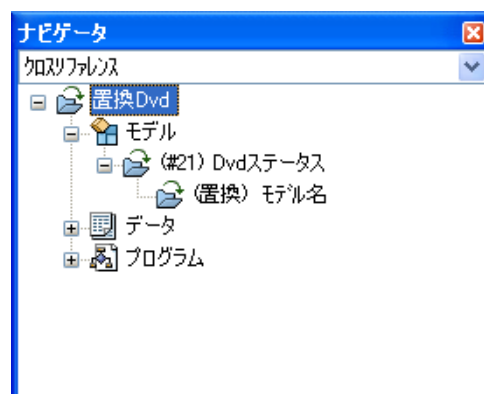 ナビゲータ
クロスリファレンス
置換Dvd
モデル
(#21) Dvdステータス
(置換) モデル名
データ
プログラム